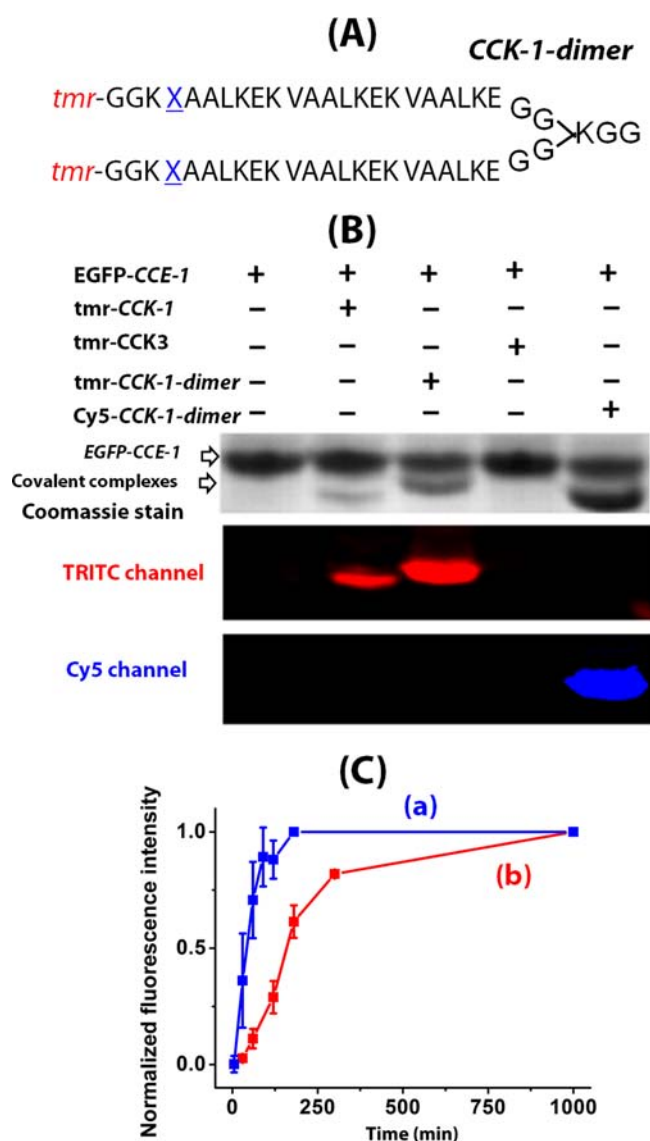 (A)
CCK-1-dimer
tmr-GGK XAALKEK VAALKEK VAALKE
GG
KGG
tmr-GGK XAALKEK VAALKEK VAALKE
GG
(B)
EGFP-CCE-1 + + + + +
tmr-CCK-1 – + – – –
tmr-CCK3 – – – + –
tmr-CCK-1-dimer – – + – –
Cy5-CCK-1-dimer – – – – +
EGFP-CCE-1
Covalent complexes
Coomassie stain
TRITC channel
Cy5 channel
(C)
Normalized fluorescence intensity
1.0
0.5
0.0
(a)
(b)
0 250 500 750 1000
Time (min)